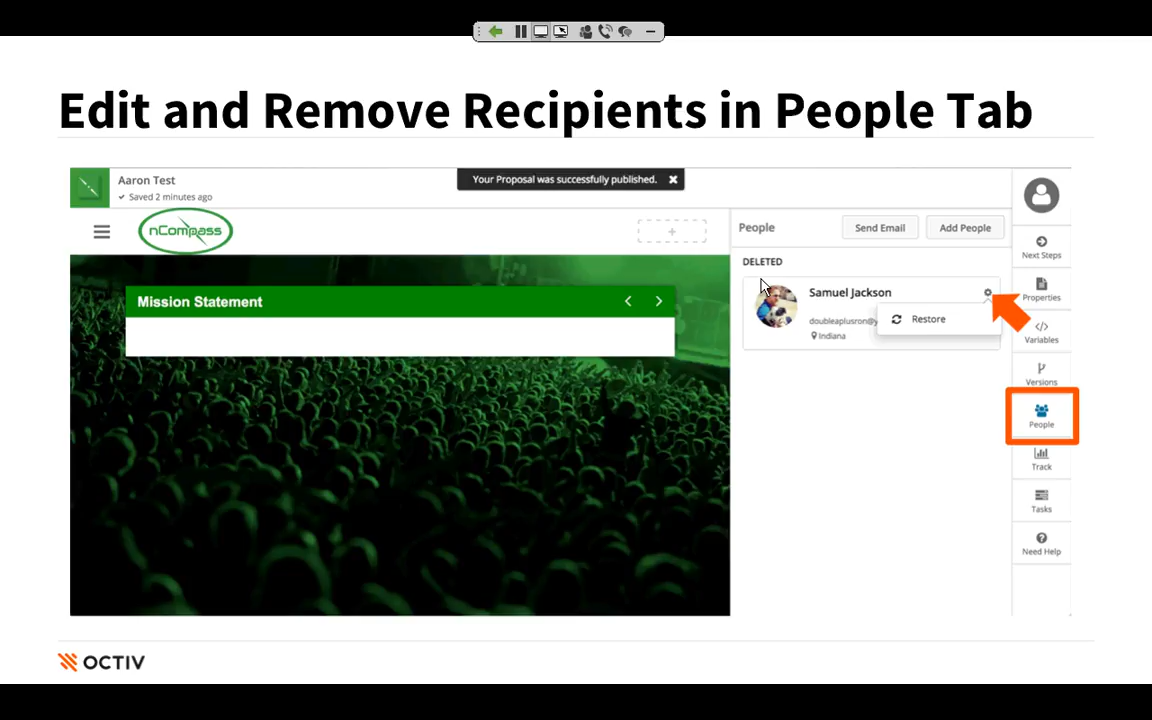 Edit and Remove Recipients in People Tab
Aaron Test
Saved 2 minutes ago
Your Proposal was successfully published.
nCompass
People
Send Email
Add People
DELETED
Samuel Jackson
doubleaplusron@y
Indiana
Restore
Mission Statement
Next Steps
Properties
Variables
Versions
People
Track
Tasks
Need Help
OCTIV